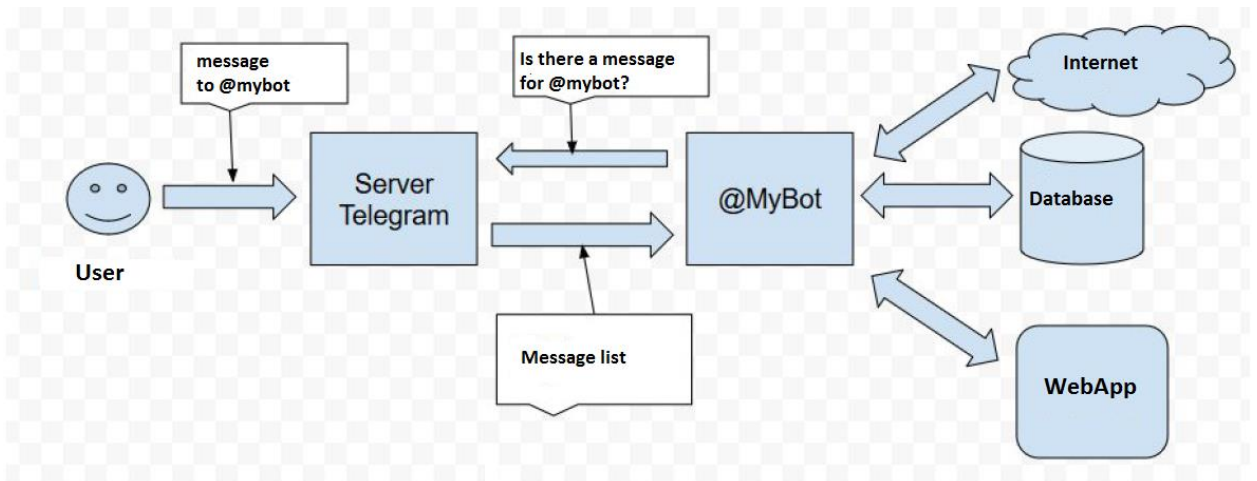 message
to @mybot
Is there a message
for @mybot?
Internet
Server
Telegram
@MyBot
Database
User
Message list
WebApp